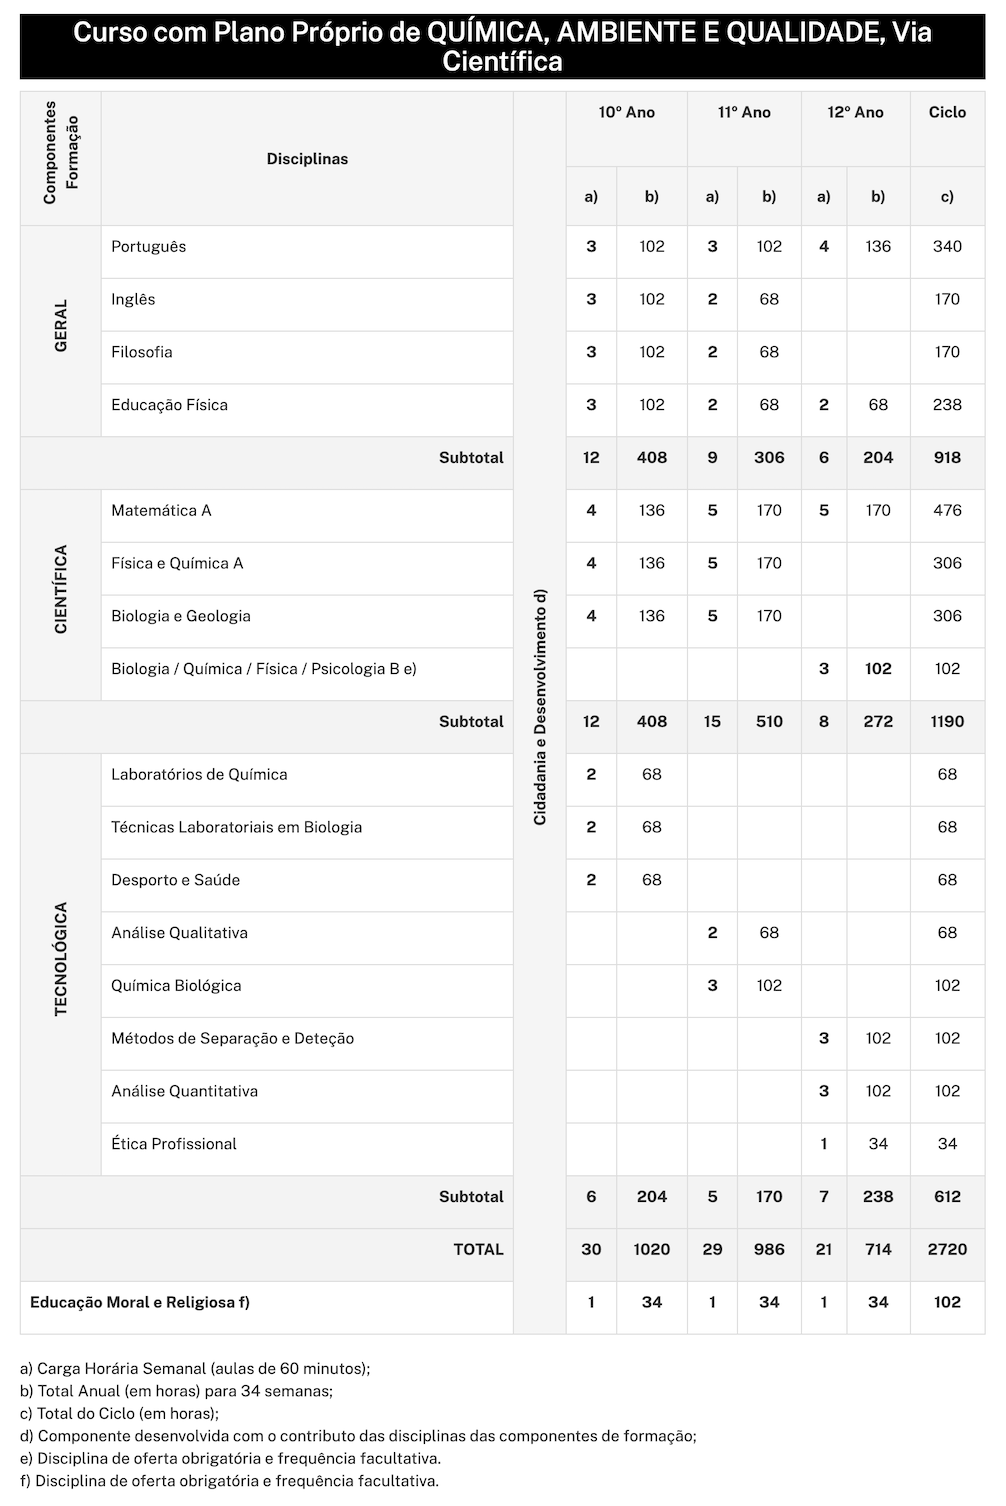 Curso com Plano Próprio de QUÍMICA, AMBIENTE E QUALIDADE, Via
Científica
Componentes
Formação
Disciplinas
Cidadania e Desenvolvimento d)
10º Ano 11º Ano 12º Ano Ciclo
a) b) a) b) a) b) c)
GERAL
Português 3 102 3 102 4 136 340
Inglês 3 102 2 68 170
Filosofia 3 102 2 68 170
Educação Física 3 102 2 68 2 68 238
Subtotal 12 408 9 306 6 204 918
CIENTÍFICA
Matemática A 4 136 5 170 5 170 476
Física e Química A 4 136 5 170 306
Biologia e Geologia 4 136 5 170 306
Biologia / Química / Física / Psicologia B e) 3 102 102
Subtotal 12 408 15 510 8 272 1190
TECNOLÓGICA
Laboratórios de Química 2 68 68
Técnicas Laboratoriais em Biologia 2 68 68
Desporto e Saúde 2 68 68
Análise Qualitativa 2 68 68
Química Biológica 3 102 102
Métodos de Separação e Deteção 3 102 102
Análise Quantitativa 3 102 102
Ética Profissional 1 34 34
Subtotal 6 204 5 170 7 238 612
TOTAL 30 1020 29 986 21 714 2720
Educação Moral e Religiosa f) 1 34 1 34 1 34 102
a) Carga Horária Semanal (aulas de 60 minutos);
b) Total Anual (em horas) para 34 semanas;
c) Total do Ciclo (em horas);
d) Componente desenvolvida com o contributo das disciplinas das componentes de formação;
e) Disciplina de oferta obrigatória e frequência facultativa.
f) Disciplina de oferta obrigatória e frequência facultativa.